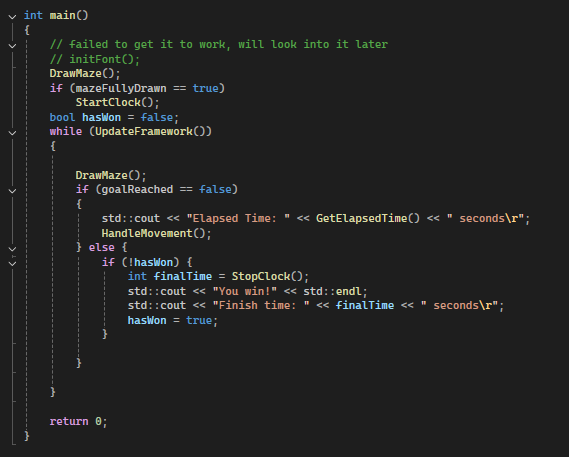 int main()
{
    // failed to get it to work, will look into it later
    // initFont();
    DrawMaze();
    if (mazeFullyDrawn == true)
        StartClock();
    bool hasWon = false;
    while (UpdateFramework())
    {

        DrawMaze();
        if (goalReached == false)
        {
            std::cout << "Elapsed Time: " << GetElapsedTime() << " seconds\r";
            HandleMovement();
        } else {
            if (!hasWon) {
                int finalTime = StopClock();
                std::cout << "You win!" << std::endl;
                std::cout << "Finish time: " << finalTime << " seconds\r";
                hasWon = true;
            }

        }

    }

    return 0;
}